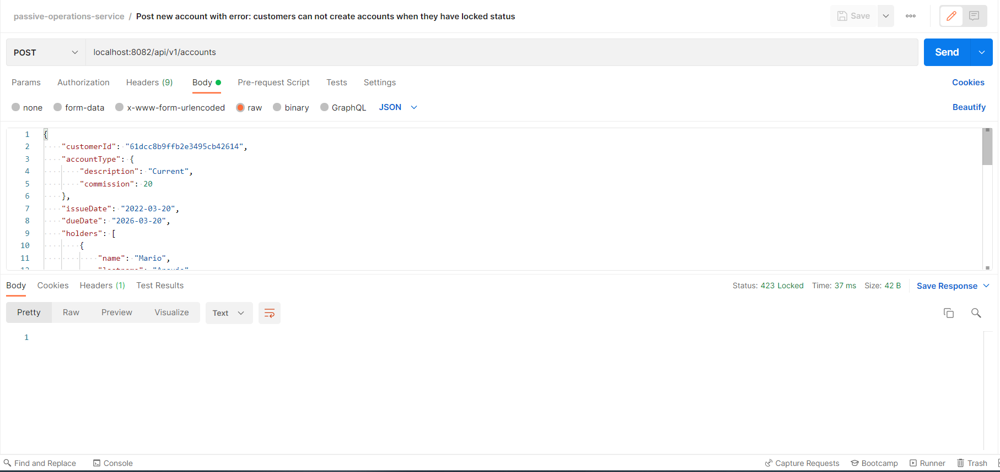 passive-operations-service / Post new account with error: customers can not create accounts when they have locked status
Save
POST
localhost:8082/api/v1/accounts
Send
Params Authorization Headers (9) Body Pre-request Script Tests Settings
Cookies
none form-data x-www-form-urlencoded raw binary GraphQL JSON
Beautify
1 {
2 "customerId": "61dcc8b9ffb2e3495cb42614",
3 "accountType": {
4 "description": "Current",
5 "commission": 20
6 },
7 "issueDate": "2022-03-20",
8 "dueDate": "2026-03-20",
9 "holders": [
10 {
11 "name": "Mario",
Body Cookies Headers (1) Test Results
Status: 423 Locked Time: 37 ms Size: 42 B Save Response
Pretty Raw Preview Visualize Text
1
Find and Replace Console
Capture Requests Bootcamp Runner Trash